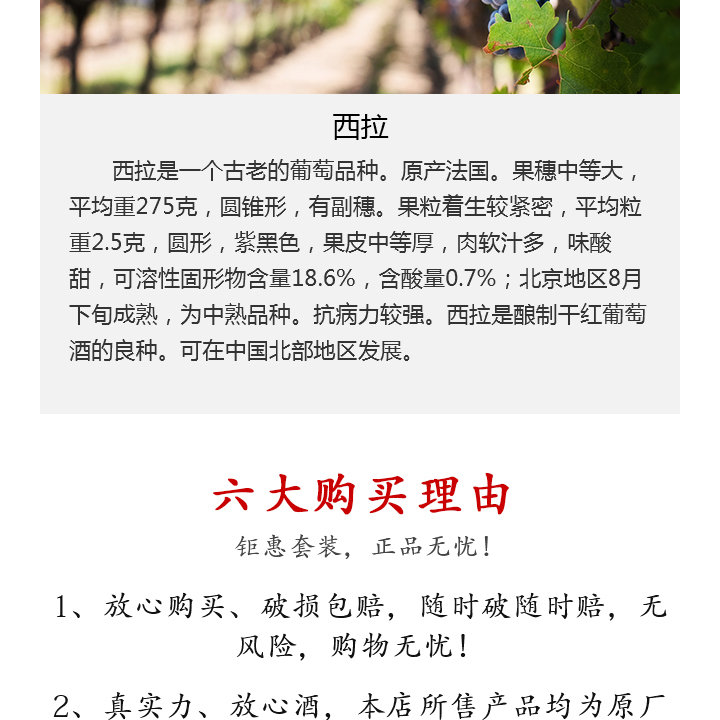 西拉
西拉是一个古老的葡萄品种。原产法国。果穗中等大，
平均重275克，圆锥形，有副穗。果粒着生较紧密，平均粒
重2.5克，圆形，紫黑色，果皮中等厚，肉软汁多，味酸
甜，可溶性固形物含量18.6%，含酸量0.7%；北京地区8月
下旬成熟，为中熟品种。抗病力较强。西拉是酿制干红葡萄
酒的良种。可在中国北部地区发展。
六大购买理由
钜惠套装，正品无忧！
1、放心购买、破损包赔，随时破随时赔，无
风险，购物无忧！
2、真实力、放心酒，本店所售产品均为原厂